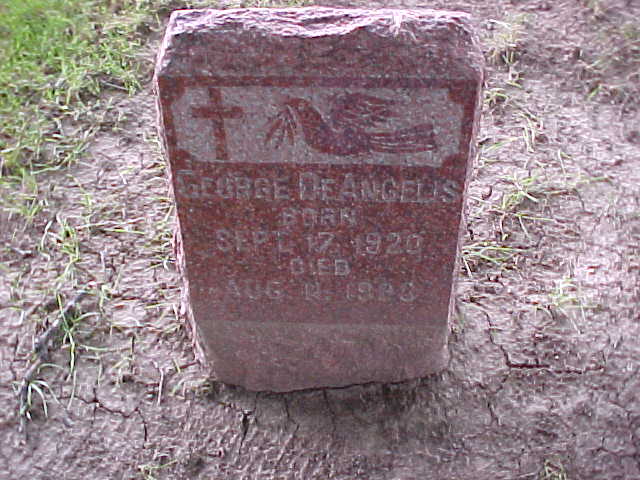 GEORGE DEANGELIS
BORN
SEPT. 17, 1920
DIED
AUG. 11,